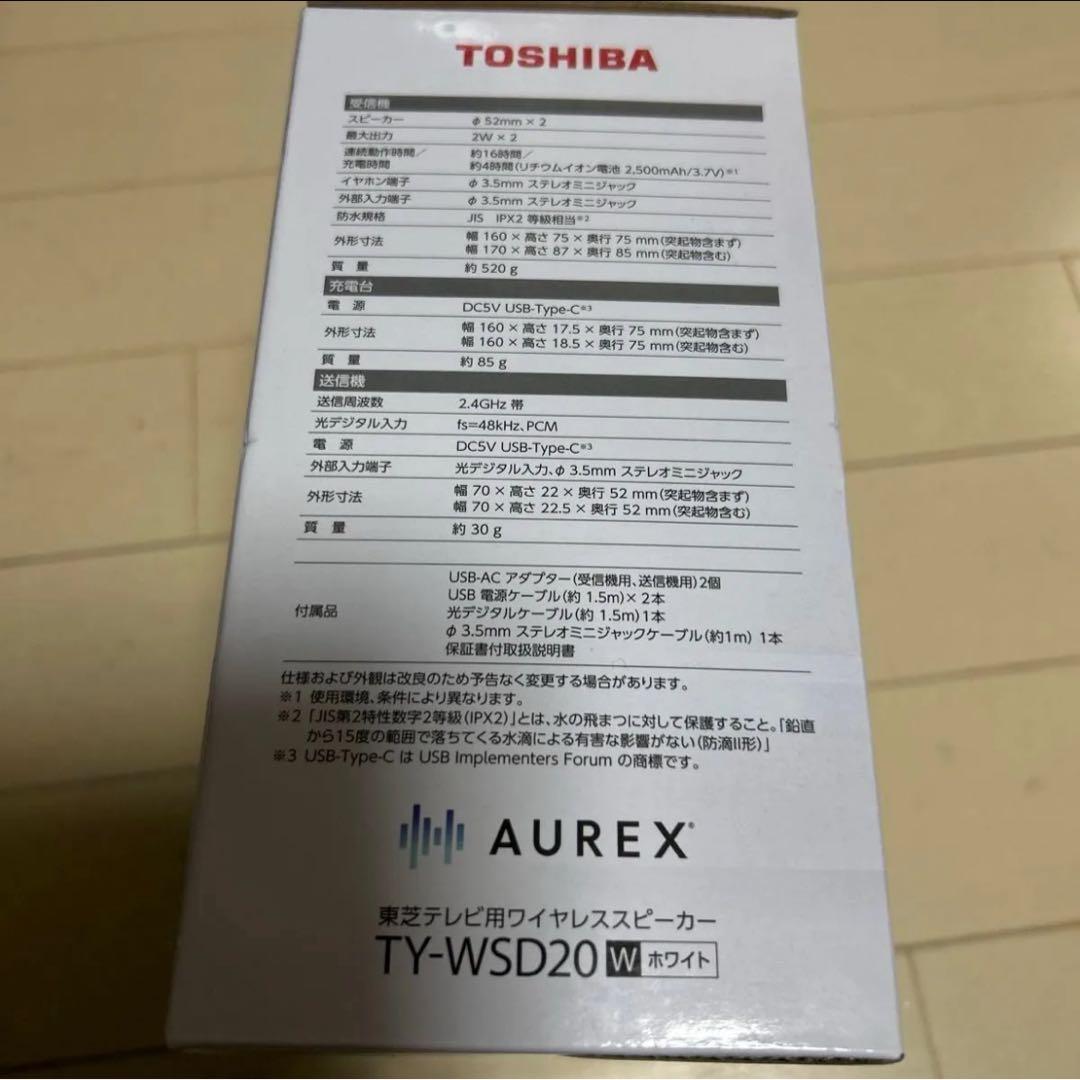 TOSHIBA
受信機
スピーカー φ52mm × 2
最大出力 2W × 2
連続動作時間/ 約16時間/
充電時間 約4時間(リチウムイオン電池 2,500mAh/3.7V)※1
イヤホン端子 φ3.5mm ステレオミニジャック
外部入力端子 φ3.5mm ステレオミニジャック
防水規格 JIS IPX2 等級相当※2
外形寸法 幅 160 × 高さ 75 × 奥行 75 mm(突起物含まず)
幅 170 × 高さ 87 × 奥行 85 mm(突起物含む)
質 量 約 520 g
充電台
電 源 DC5V USB-Type-C※3
外形寸法 幅 160 × 高さ 17.5 × 奥行 75 mm(突起物含まず)
幅 160 × 高さ 18.5 × 奥行 75 mm(突起物含む)
質 量 約 85 g
送信機
送信周波数 2.4GHz 帯
光デジタル入力 fs=48kHz、PCM
電 源 DC5V USB-Type-C※3
外部入力端子 光デジタル入力、φ3.5mm ステレオミニジャック
外形寸法 幅 70 × 高さ 22 × 奥行 52 mm(突起物含まず)
幅 70 × 高さ 22.5 × 奥行 52 mm(突起物含む)
質 量 約 30 g
USB-AC アダプター(受信機用、送信機用)2個
USB 電源ケーブル(約 1.5m)× 2本
付属品 光デジタルケーブル(約 1.5m)1本
φ3.5mm ステレオミニジャックケーブル(約1m) 1本
保証書付取扱説明書
仕様および外観は改良のため予告なく変更する場合があります。
※1 使用環境、条件により異なります。
※2 「JIS第2特性数字2等級(IPX2)」とは、水の飛まつに対して保護すること。「鉛直
から15度の範囲で落ちてくる水滴による有害な影響がない(防滴II形)」
※3 USB-Type-C は USB Implementers Forum の商標です。
AUREX®
東芝テレビ用ワイヤレススピーカー
TY-WSD20 W ホワイト